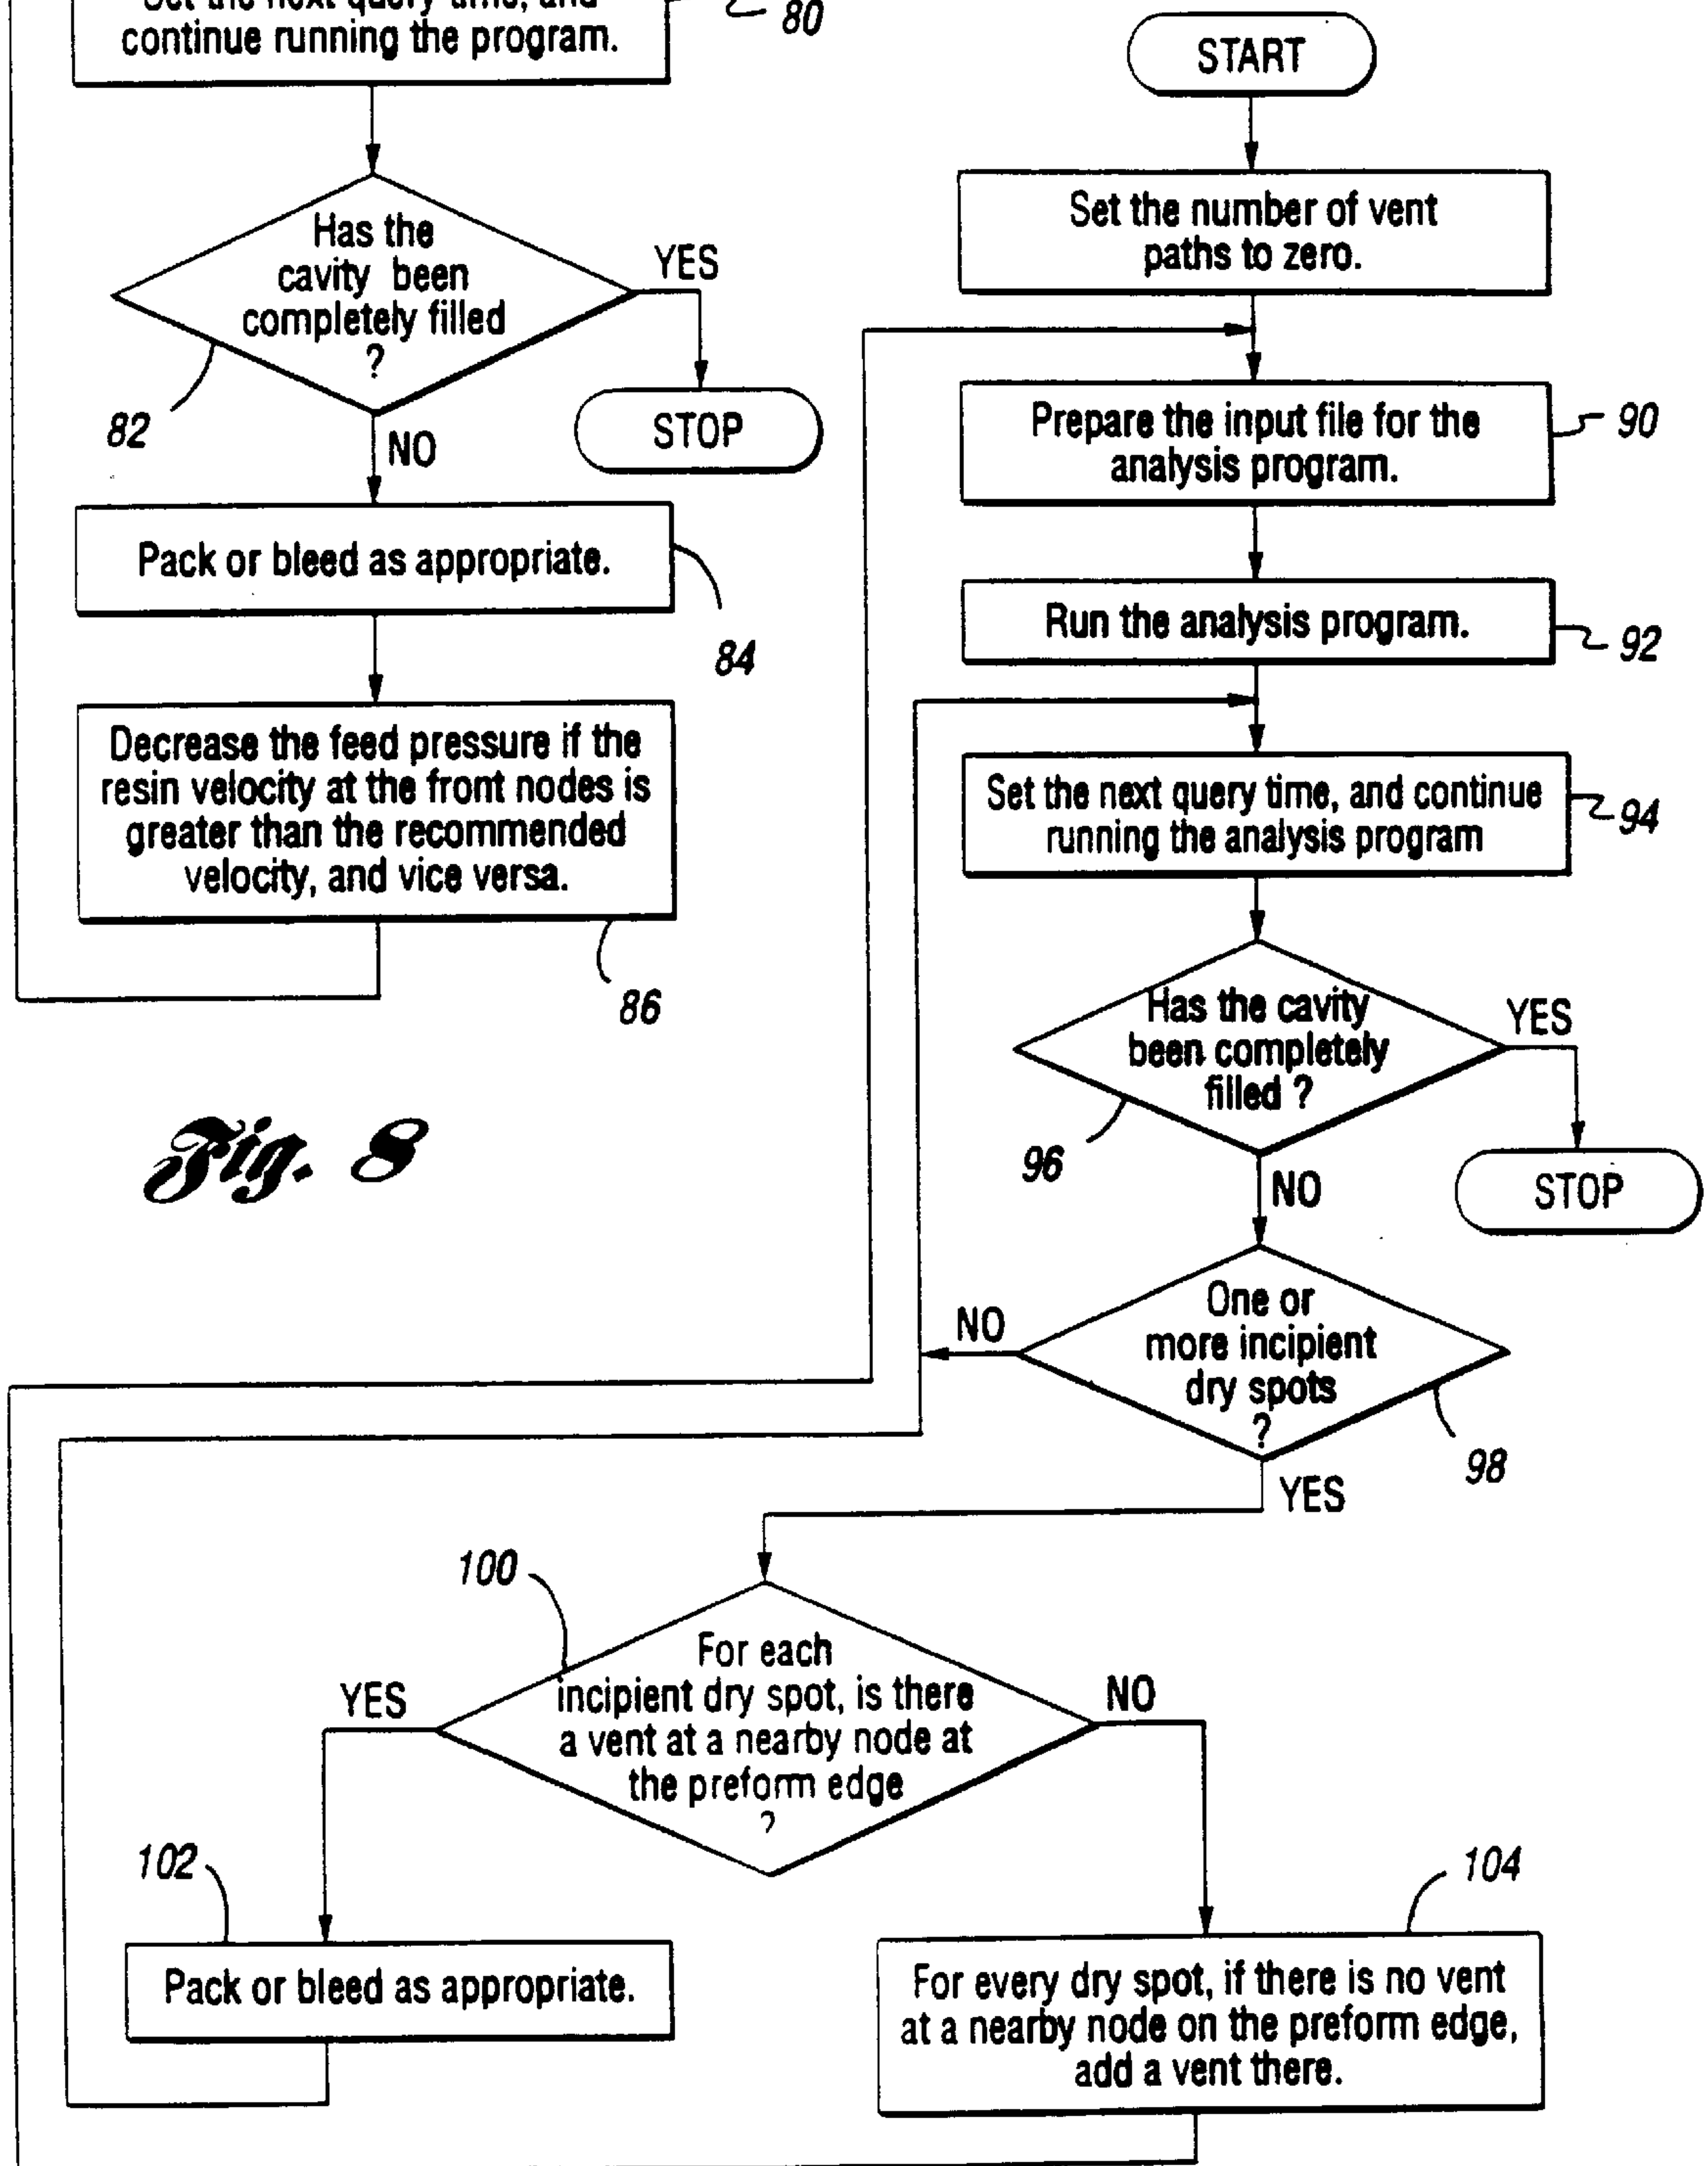 Set the next query time, and
continue running the program.
80
Has the
cavity been
completely filled
?
YES
STOP
82
NO
Pack or bleed as appropriate.
84
Decrease the feed pressure if the
resin velocity at the front nodes is
greater than the recommended
velocity, and vice versa.
86
Fig. 8
START
Set the number of vent
paths to zero.
Prepare the input file for the
analysis program.
90
Run the analysis program.
92
Set the next query time, and continue
running the analysis program
94
Has the cavity
been completely
filled ?
YES
96
STOP
NO
One or
more incipient
dry spots
?
NO
98
YES
100
For each
incipient dry spot, is there
a vent at a nearby node at
the preform edge
?
YES
NO
102
Pack or bleed as appropriate.
104
For every dry spot, if there is no vent
at a nearby node on the preform edge,
add a vent there.